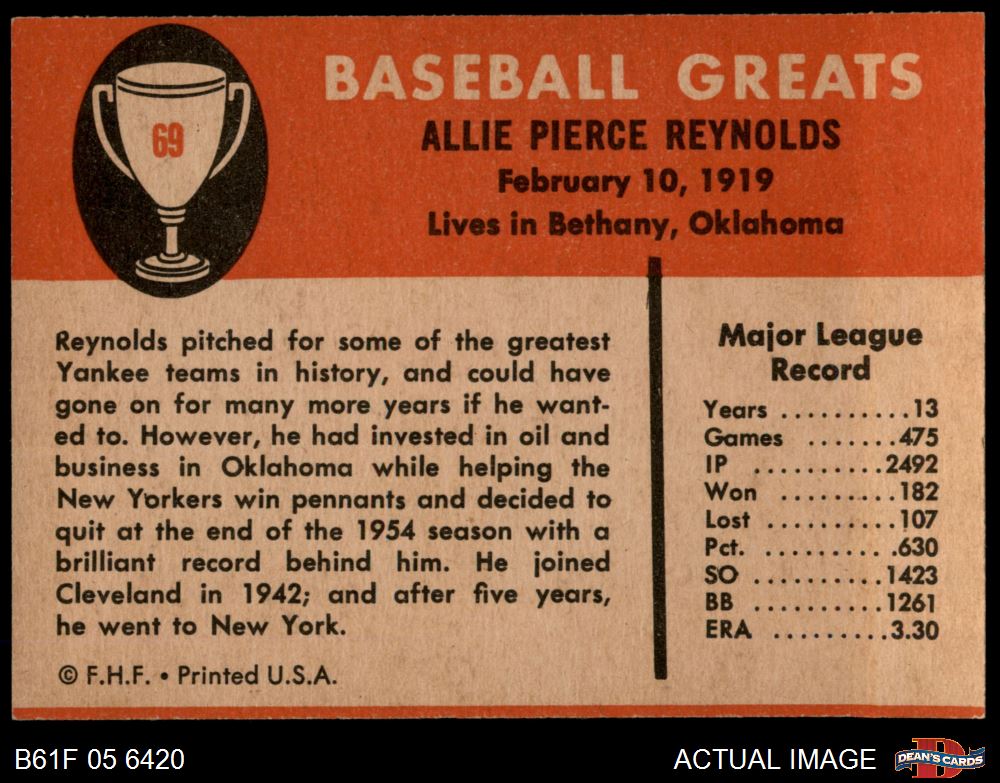 69
BASEBALL GREATS
ALLIE PIERCE REYNOLDS
February 10, 1919
Lives in Bethany, Oklahoma
Reynolds pitched for some of the greatest
Yankee teams in history, and could have
gone on for many more years if he want-
ed to. However, he had invested in oil and
business in Oklahoma while helping the
New Yorkers win pennants and decided to
quit at the end of the 1954 season with a
brilliant record behind him. He joined
Cleveland in 1942; and after five years,
he went to New York.
© F.H.F. • Printed U.S.A.
Major League
Record
Years ..........13
Games .......475
IP ..........2492
Won .........182
Lost ..........107
Pct. ..........630
SO ..........1423
BB ..........1261
ERA .........3.30
B61F 05 6420
ACTUAL IMAGE
D
DEAN'S CARDS